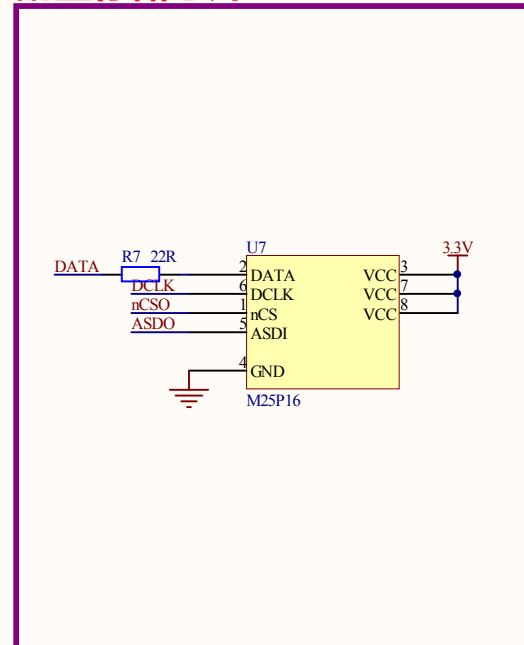 R7 22R
U7
3.3V
DATA
2 DATA
VCC 3
DCLK
6 DCLK
VCC 7
nCSO
1 nCS
VCC 8
ASDO
5 ASDI
4 GND
M25P16